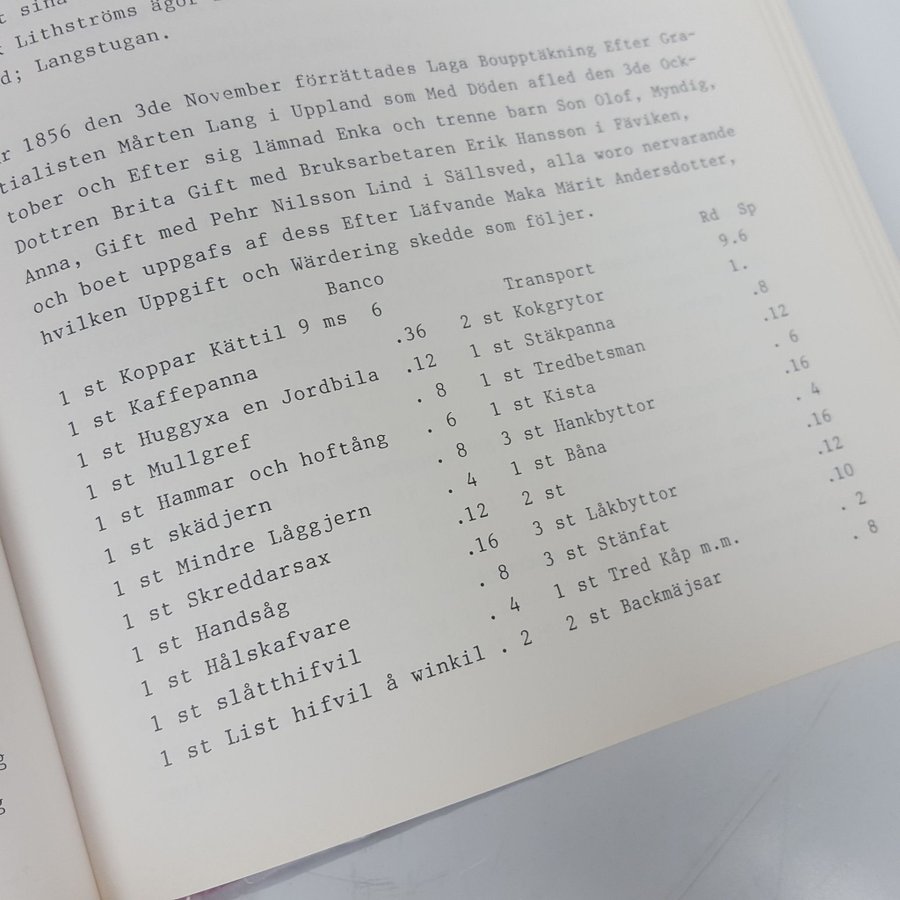 t sina
Lithströms ägor
d; Langstugan.
r 1856 den 3de November förrättades Laga Boupptäkning Efter Gra-
tialisten Mårten Lang i Uppland som Med Döden afled den 3de Ock-
tober och Efter sig lämnad Enka och trenne barn Son Olof, Myndig,
Dottren Brita Gift med Bruksarbetaren Erik Hansson i Fäviken,
Anna, Gift med Pehr Nilsson Lind i Sällsved, alla woro nervarande
och boet uppgafs af dess Efter Läfvande Maka Märit Andersdotter,
hvilken Uppgift och Wärdering skedde som följer.
Banco
1 st Koppar Kättil 9 ms 6
1 st Kaffepanna .36
1 st Huggyxa en Jordbila .12
1 st Mullgref . 8
1 st Hammar och hoftång . 6
1 st skädjern . 8
1 st Mindre Låggjern . 4
1 st Skreddarsax .12
1 st Handsåg .16
1 st Hålskafvare . 8
1 st slåtthifvil . 4
1 st List hifvil å winkil . 2
Rd Sp
Transport 9.6
2 st Kokgrytor 1.
1 st Stäkpanna .8
1 st Tredbetsman .12
1 st Kista . 6
3 st Hankbyttor .16
1 st Båna . 4
2 st .16
3 st Låkbyttor .12
3 st Stänfat .10
1 st Tred Kåp m.m. . 2
2 st Backmäjsar . 8